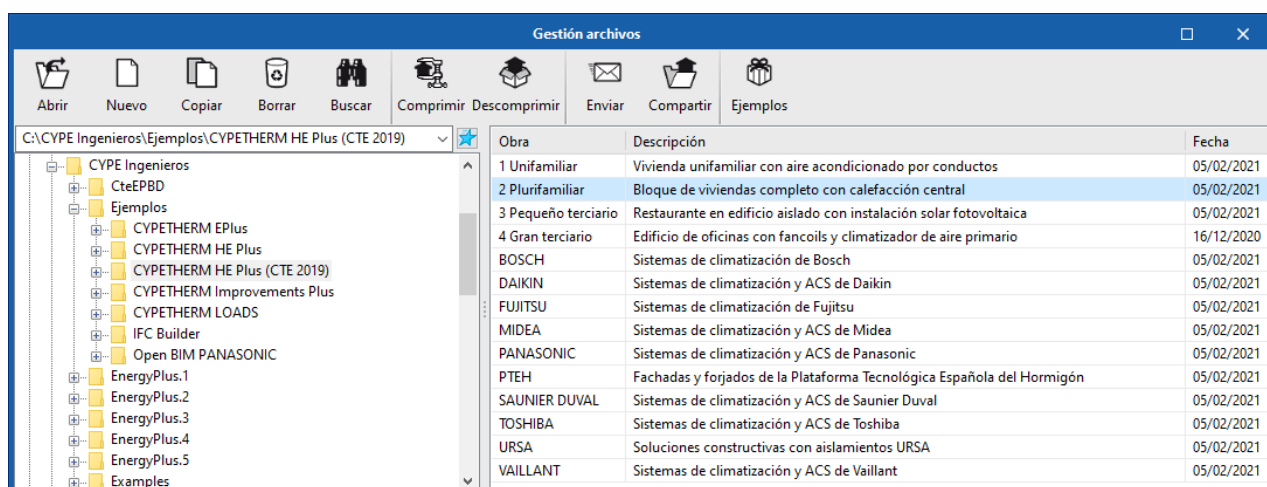 Gestión archivos
Abrir Nuevo Copiar Borrar Buscar Comprimir Descomprimir Enviar Compartir Ejemplos
C:\CYPE Ingenieros\Ejemplos\CYPETHERM HE Plus (CTE 2019)
CYPE Ingenieros
CteEPBD
Ejemplos
CYPETHERM EPlus
CYPETHERM HE Plus
CYPETHERM HE Plus (CTE 2019)
CYPETHERM Improvements Plus
CYPETHERM LOADS
IFC Builder
Open BIM PANASONIC
EnergyPlus.1
EnergyPlus.2
EnergyPlus.3
EnergyPlus.4
EnergyPlus.5
Examples
Obra Descripción Fecha
1 Unifamiliar Vivienda unifamiliar con aire acondicionado por conductos 05/02/2021
2 Plurifamiliar Bloque de viviendas completo con calefacción central 05/02/2021
3 Pequeño terciario Restaurante en edificio aislado con instalación solar fotovoltaica 05/02/2021
4 Gran terciario Edificio de oficinas con fancoils y climatizador de aire primario 16/12/2020
BOSCH Sistemas de climatización de Bosch 05/02/2021
DAIKIN Sistemas de climatización y ACS de Daikin 05/02/2021
FUJITSU Sistemas de climatización de Fujitsu 05/02/2021
MIDEA Sistemas de climatización y ACS de Midea 05/02/2021
PANASONIC Sistemas de climatización y ACS de Panasonic 05/02/2021
PTEH Fachadas y forjados de la Plataforma Tecnológica Española del Hormigón 05/02/2021
SAUNIER DUVAL Sistemas de climatización y ACS de Saunier Duval 05/02/2021
TOSHIBA Sistemas de climatización y ACS de Toshiba 05/02/2021
URSA Soluciones constructivas con aislamientos URSA 05/02/2021
VAILLANT Sistemas de climatización y ACS de Vaillant 05/02/2021